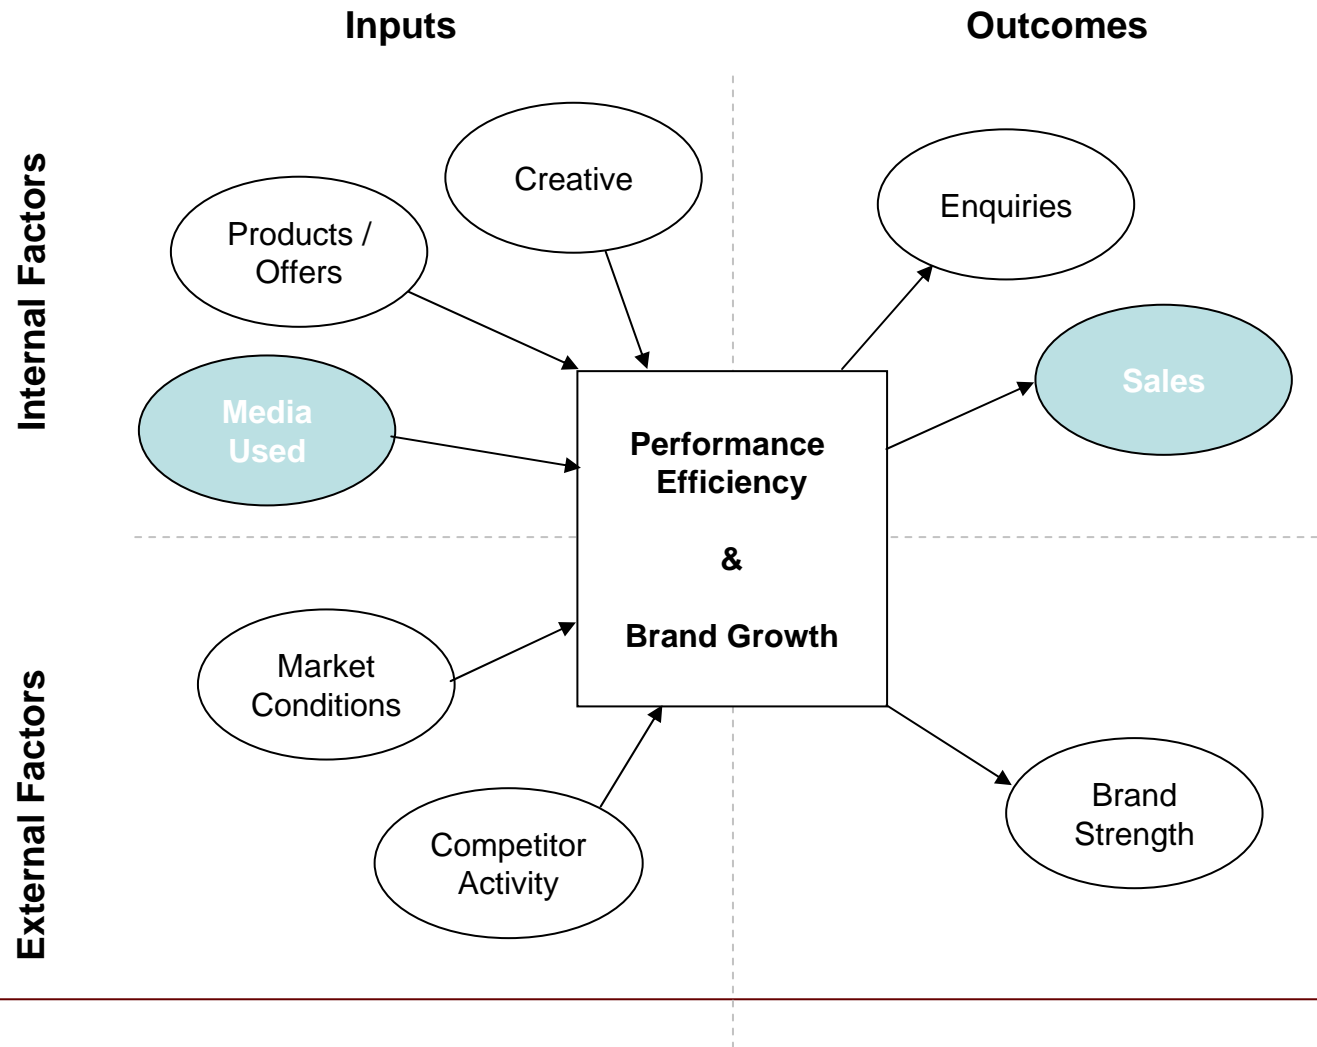 Inputs
Outcomes
Internal Factors
Creative
Enquiries
Products /
Offers
Sales
Media
Used
Performance
Efficiency
&
Brand Growth
External Factors
Market
Conditions
Brand
Strength
Competitor
Activity